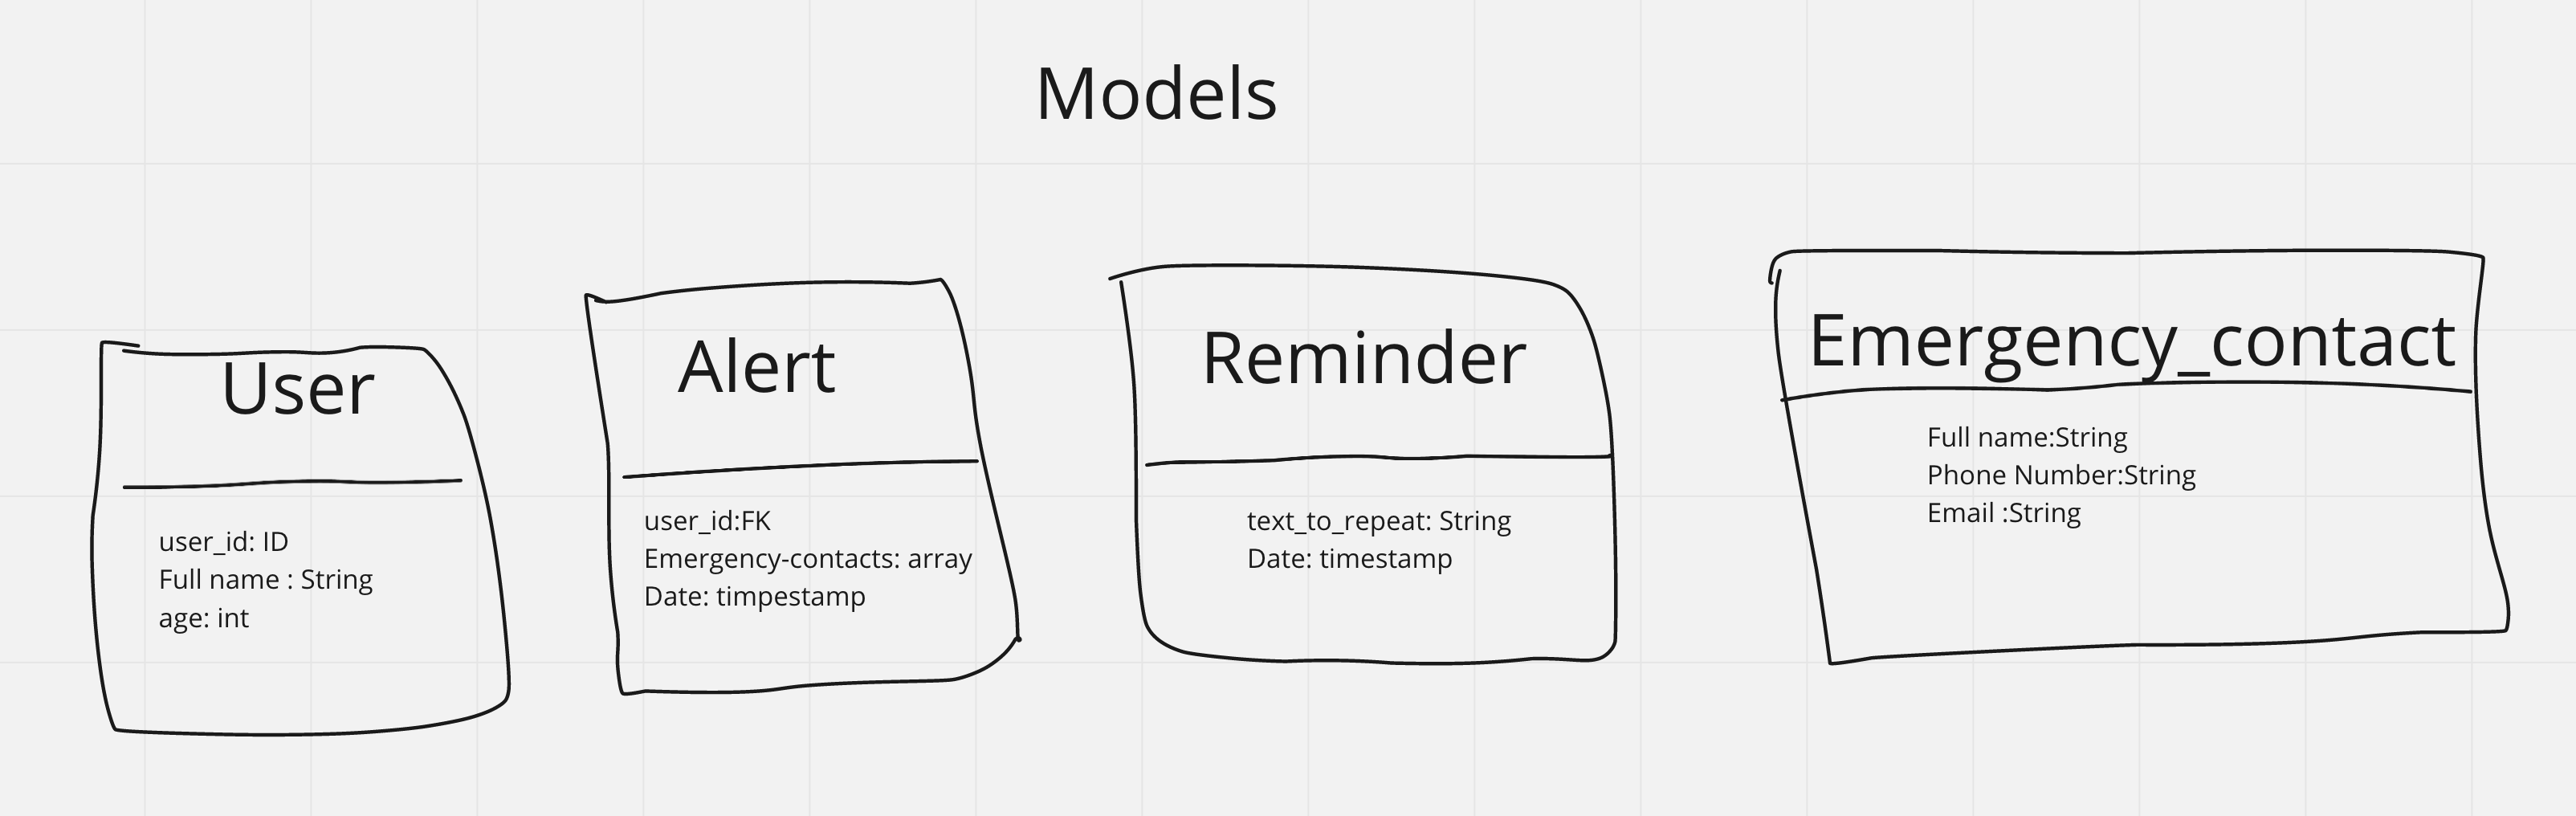 Models
User
user_id: ID
Full name : String
age: int
Alert
user_id:FK
Emergency-contacts: array
Date: timpestamp
Reminder
text_to_repeat: String
Date: timestamp
Emergency_contact
Full name:String
Phone Number:String
Email :String